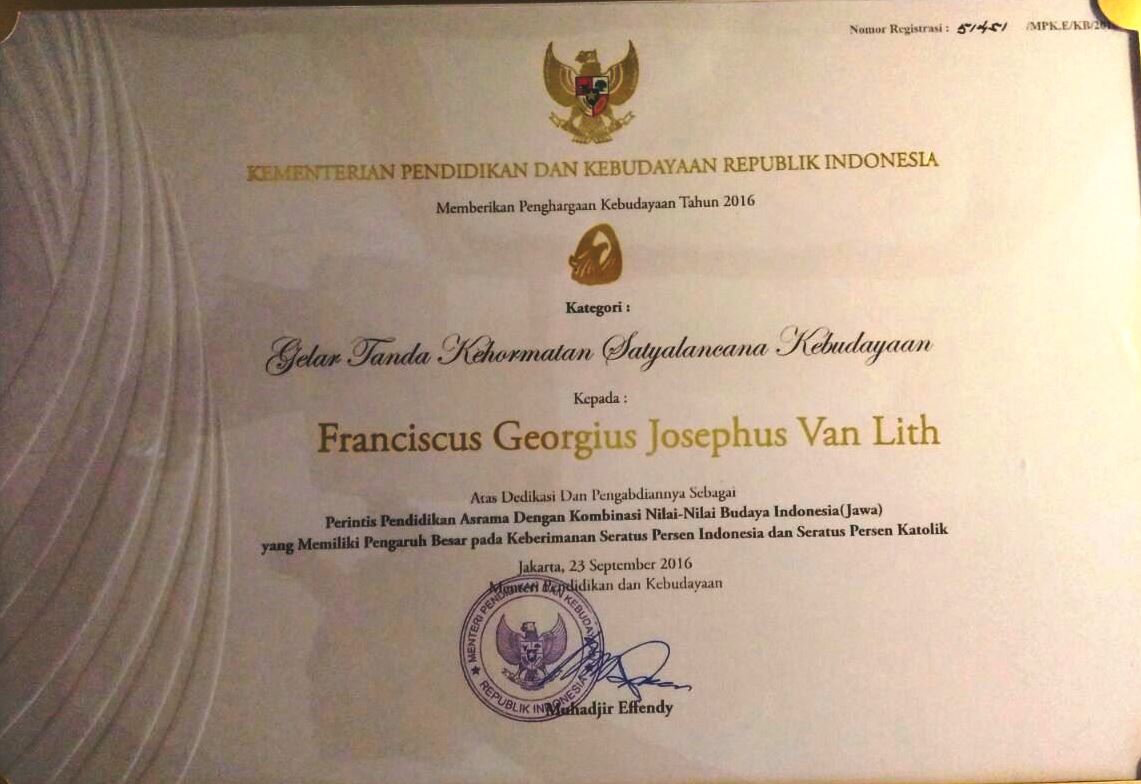 Nomor Registrasi : 51451 /MPK.E/KB/201
KEMENTERIAN PENDIDIKAN DAN KEBUDAYAAN REPUBLIK INDONESIA
Memberikan Penghargaan Kebudayaan Tahun 2016
Kategori :
Gelar Tanda Kehormatan Satyalancana Kebudayaan
Kepada :
Franciscus Georgius Josephus Van Lith
Atas Dedikasi Dan Pengabdiannya Sebagai
Perintis Pendidikan Asrama Dengan Kombinasi Nilai-Nilai Budaya Indonesia(Jawa)
yang Memiliki Pengaruh Besar pada Keberimanan Seratus Persen Indonesia dan Seratus Persen Katolik
Jakarta, 23 September 2016
Menteri Pendidikan dan Kebudayaan
MENTERI PENDIDIKAN DAN KEBUDAYAAN
REPUBLIK INDONESIA
Muhadjir Effendy